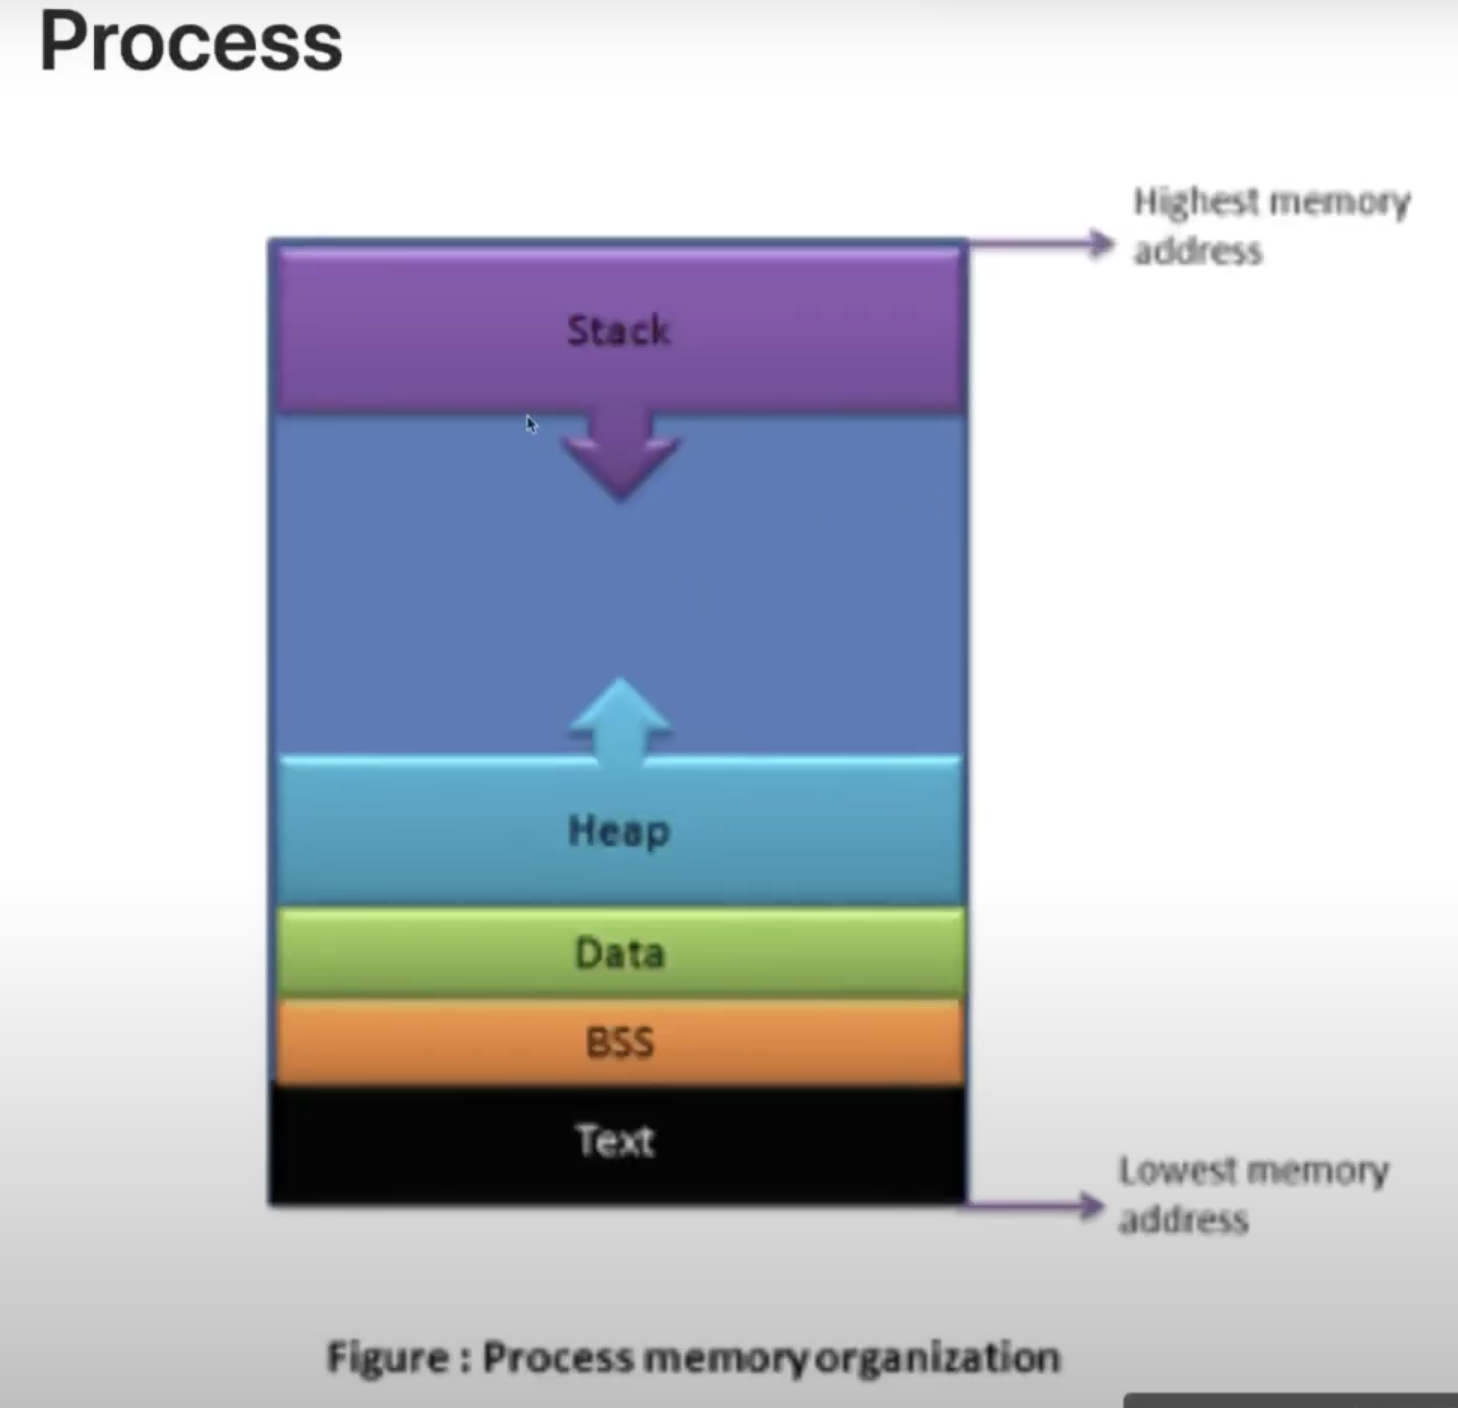 Process
Highest memory
address
Stack
Heap
Data
BSS
Text
Lowest memory
address
Figure : Process memory organization